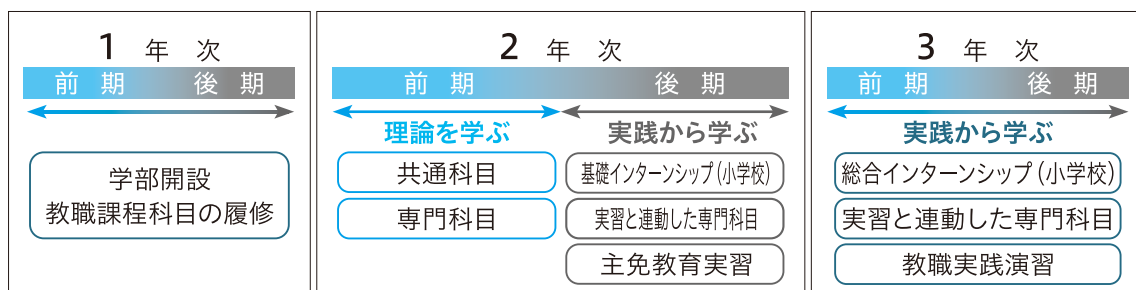 1 年 次
前 期 後 期
学部開設
教職課程科目の履修
2 年 次
前 期 後 期
理論を学ぶ 実践から学ぶ
共通科目 基礎インターンシップ(小学校)
専門科目 実習と連動した専門科目
主免教育実習
3 年 次
前 期 後 期
実践から学ぶ
総合インターンシップ(小学校)
実習と連動した専門科目
教職実践演習